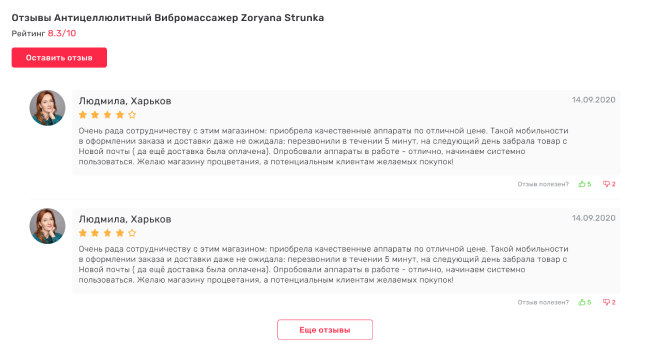 Отзывы Антицеллюлитный Вибромассажер Zoryana Strunka
Рейтинг 8.3/10
Оставить отзыв
Людмила, Харьков
14.09.2020
Очень рада сотрудничеству с этим магазином: приобрела качественные аппараты по отличной цене. Такой мобильности
в оформлении заказа и доставки даже не ожидала: перезвонили в течении 5 минут, на следующий день забрала товар с
Новой почты ( да ещё доставка была оплачена). Опробовали аппараты в работе - отлично, начинаем системно
пользоваться. Желаю магазину процветания, а потенциальным клиентам желаемых покупок!
Отзыв полезен? 5 2
Людмила, Харьков
14.09.2020
Очень рада сотрудничеству с этим магазином: приобрела качественные аппараты по отличной цене. Такой мобильности
в оформлении заказа и доставки даже не ожидала: перезвонили в течении 5 минут, на следующий день забрала товар с
Новой почты ( да ещё доставка была оплачена). Опробовали аппараты в работе - отлично, начинаем системно
пользоваться. Желаю магазину процветания, а потенциальным клиентам желаемых покупок!
Отзыв полезен? 5 2
Еще отзывы